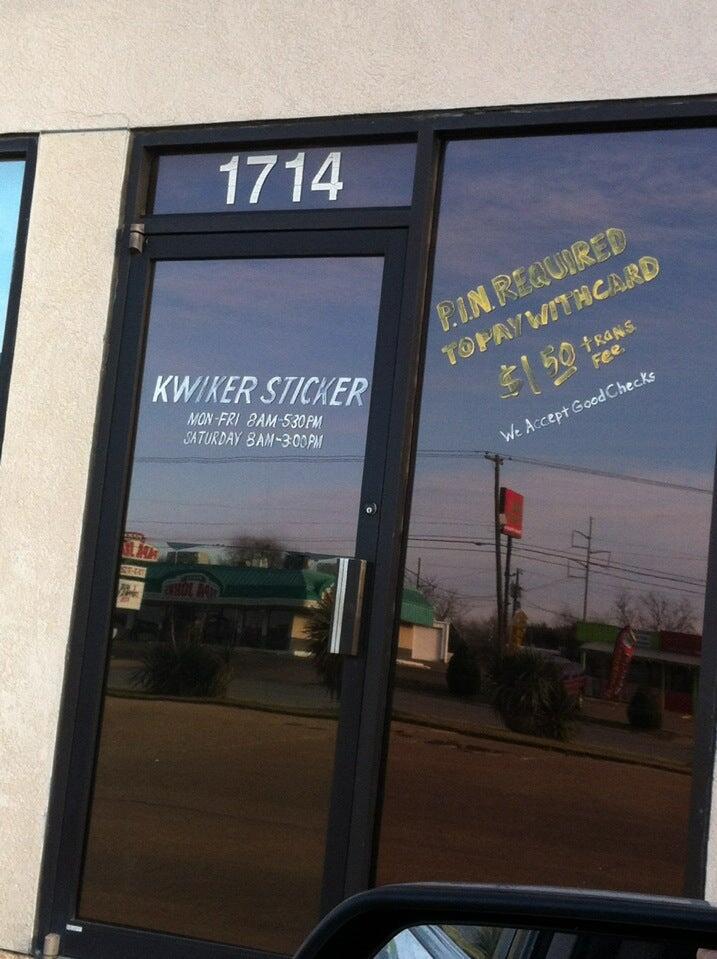 1714
KWIKER STICKER
MON-FRI 8AM-530PM
SATURDAY 8AM-3:00PM
P.I.N. REQUIRED
TO PAY WITH CARD
$1.50 TRANS
FEE.
We Accept Good Checks